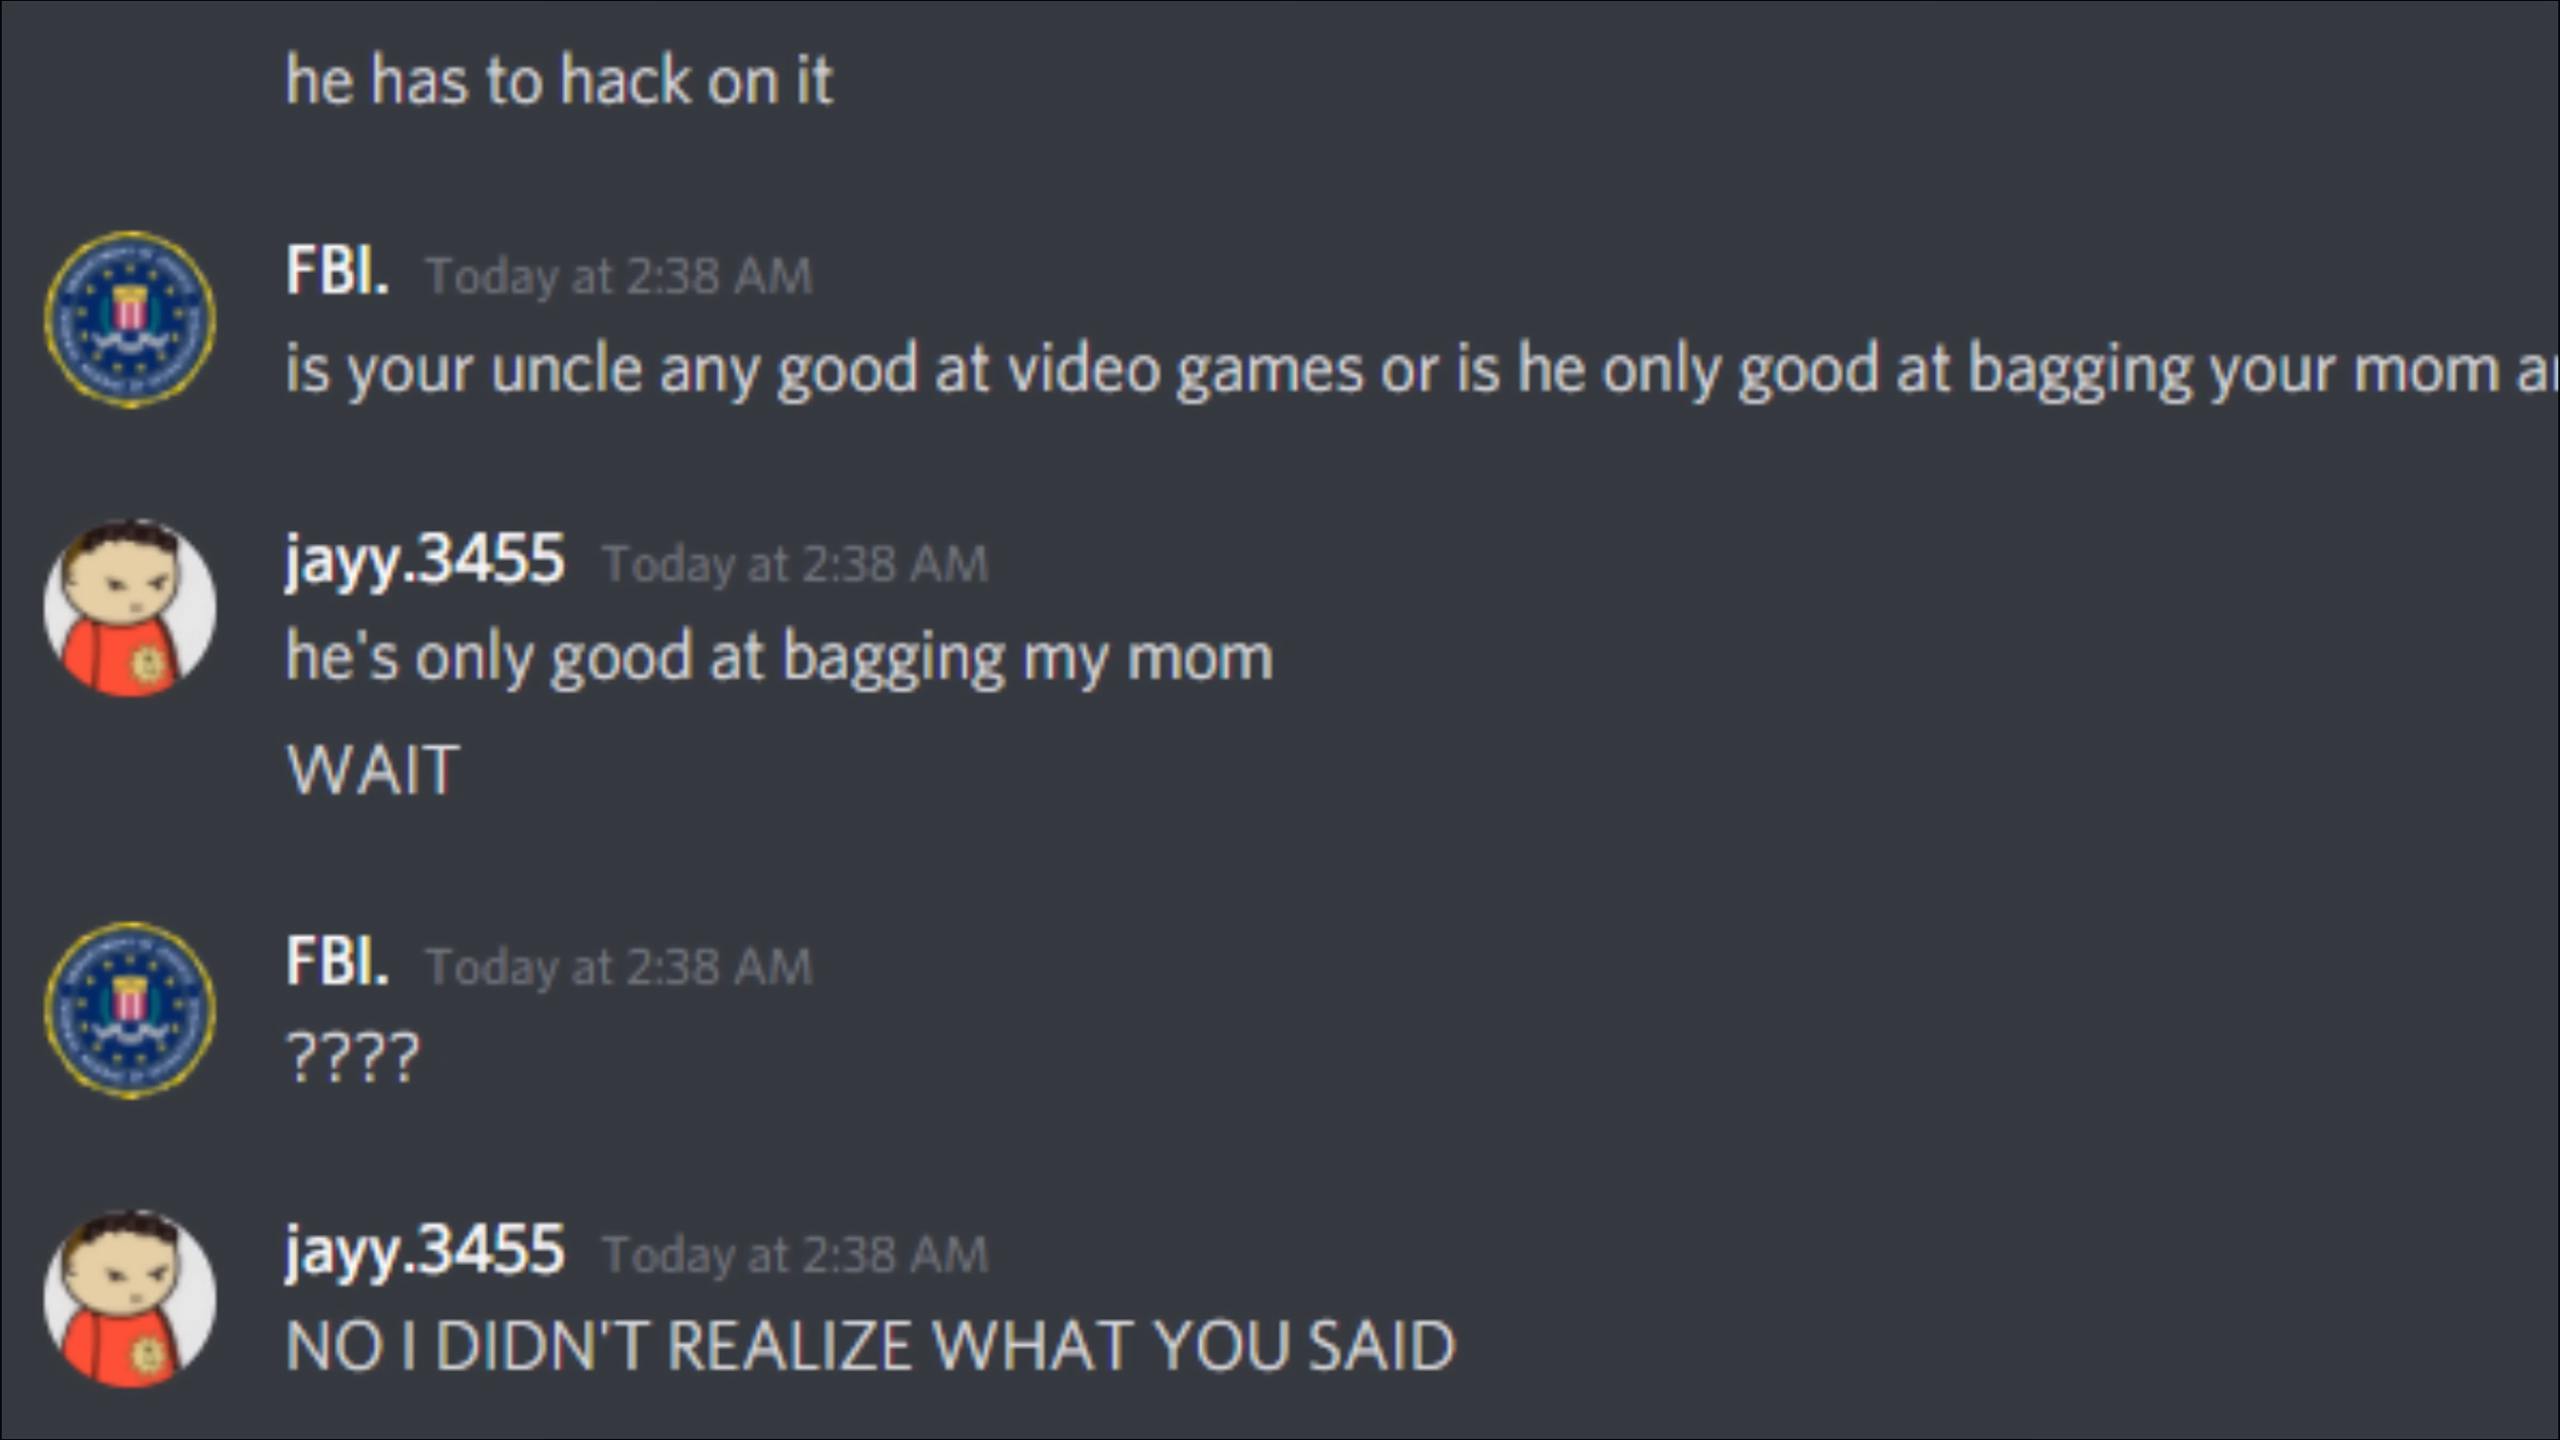 he has to hack on it
FBI. Today at 2:38 AM
is your uncle any good at video games or is he only good at bagging your mom
jayy.3455 Today at 2:38 AM
he's only good at bagging my mom
WAIT
FBI. Today at 2:38 AM
????
jayy.3455 Today at 2:38 AM
NO I DIDN'T REALIZE WHAT YOU SAID